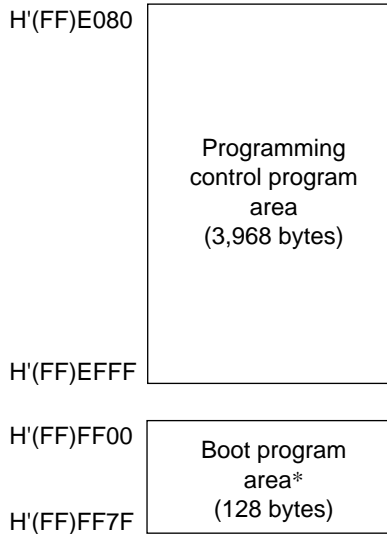 H'(FF)E080
Programming
control program
area
(3,968 bytes)
H'(FF)EFFF
H'(FF)FF00
Boot program
area*
(128 bytes)
H'(FF)FF7F